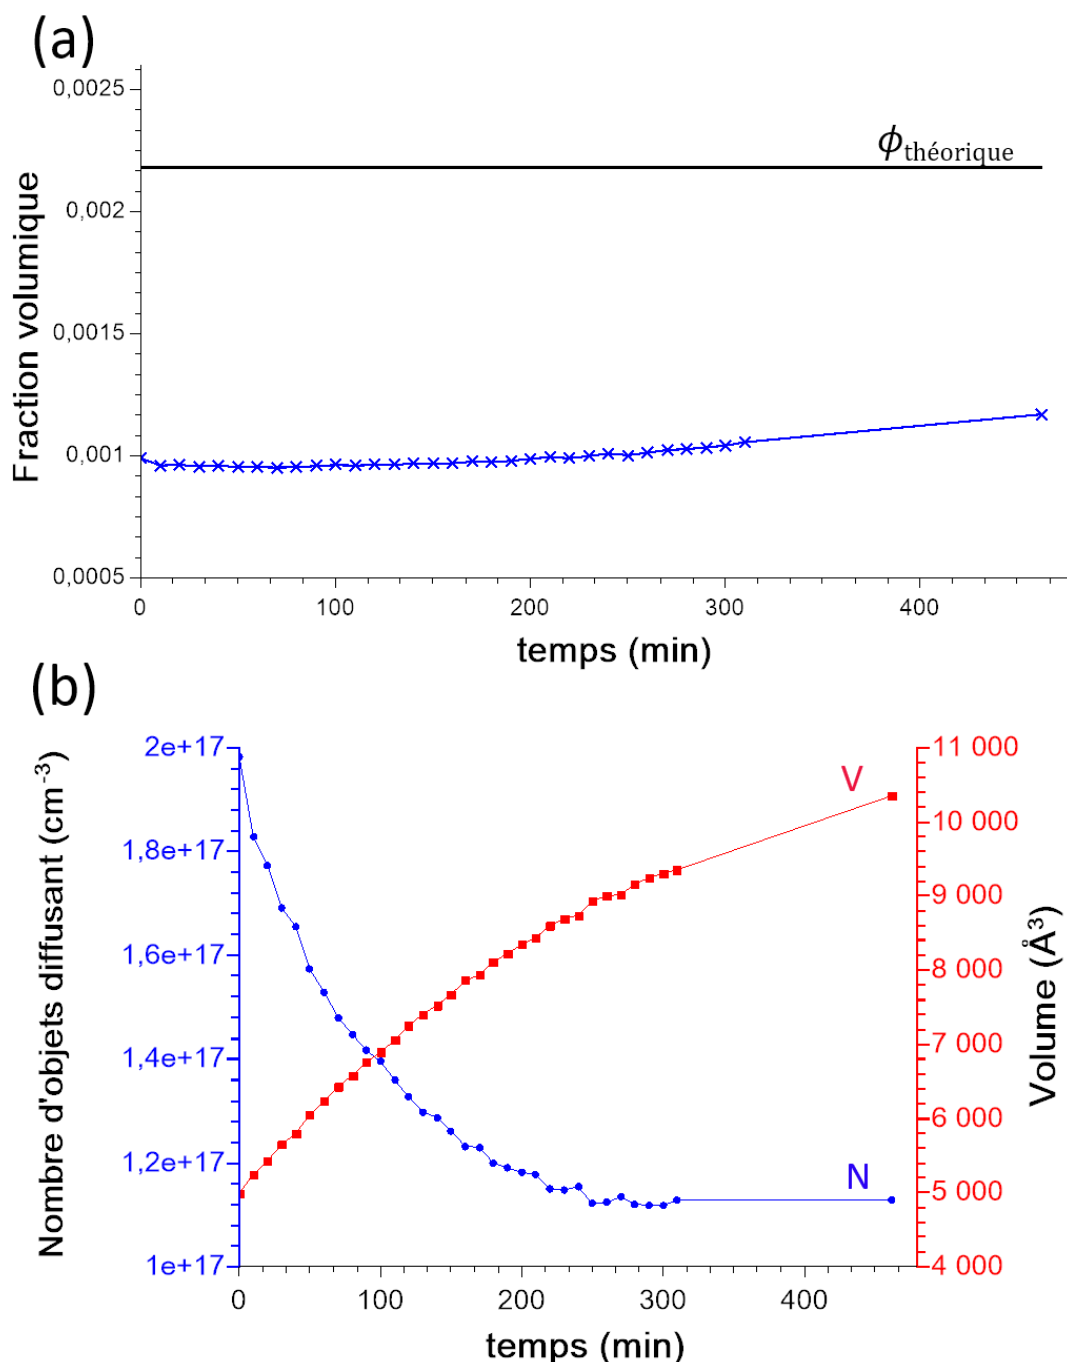 (a)
Fraction volumique
0,0025
0,002
0,0015
0,001
0,0005
ϕthéorique
0
100
200
300
400
temps (min)
(b)
Nombre d'objets diffusant (cm-3)
2e+17
1,8e+17
1,6e+17
1,4e+17
1,2e+17
1e+17
V
N
11 000
10 000
9 000
8 000
7 000
6 000
5 000
4 000
Volume (Å3)
0
100
200
300
400
temps (min)